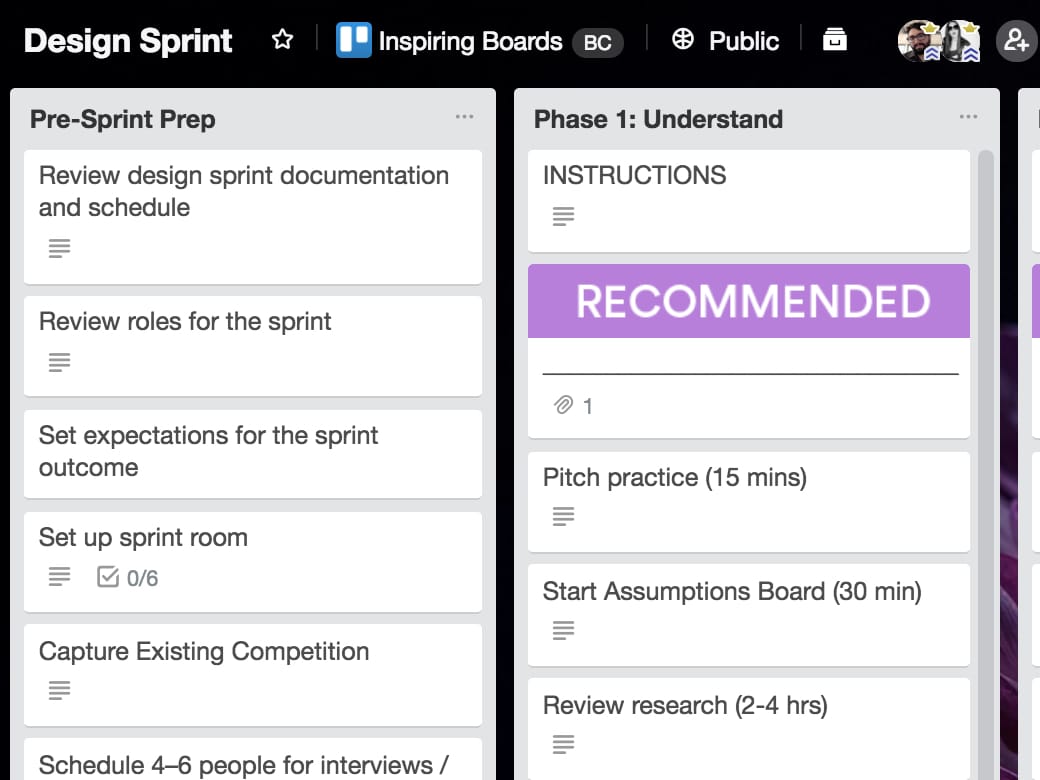 Design Sprint
Inspiring Boards BC
Public
Pre-Sprint Prep
Review design sprint documentation
and schedule
Review roles for the sprint
Set expectations for the sprint
outcome
Set up sprint room
0/6
Capture Existing Competition
Schedule 4–6 people for interviews /
Phase 1: Understand
INSTRUCTIONS
RECOMMENDED
1
Pitch practice (15 mins)
Start Assumptions Board (30 min)
Review research (2-4 hrs)